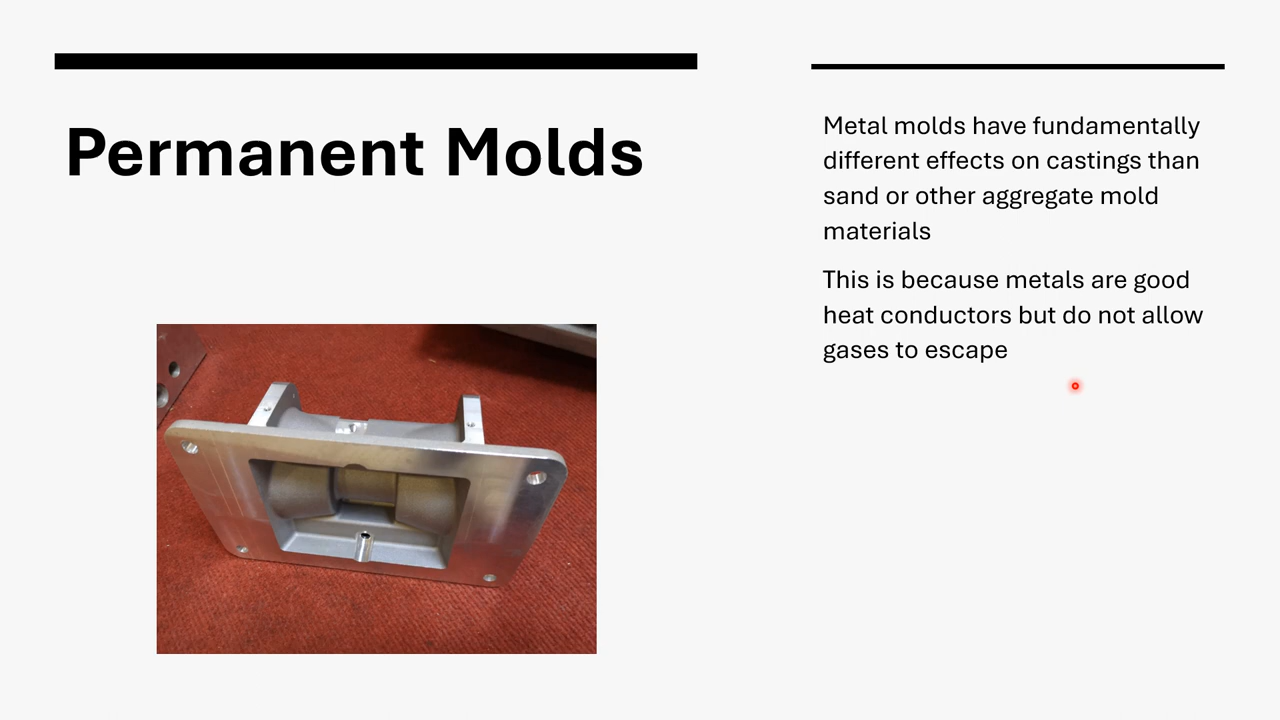 Permanent Molds
Metal molds have fundamentally
different effects on castings than
sand or other aggregate mold
materials
This is because metals are good
heat conductors but do not allow
gases to escape